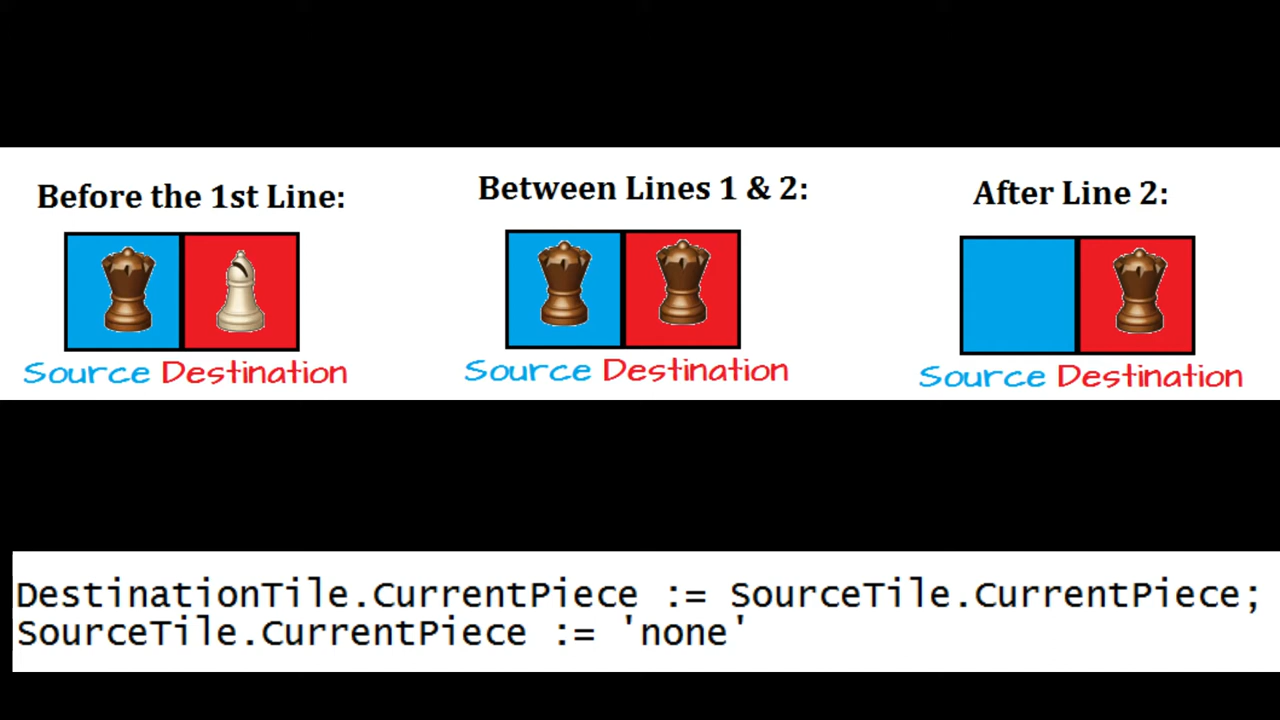 Before the 1st Line:
Between Lines 1 & 2:
After Line 2:
Source Destination
Source Destination
Source Destination
DestinationTile.CurrentPiece := SourceTile.CurrentPiece;
SourceTile.CurrentPiece := 'none'